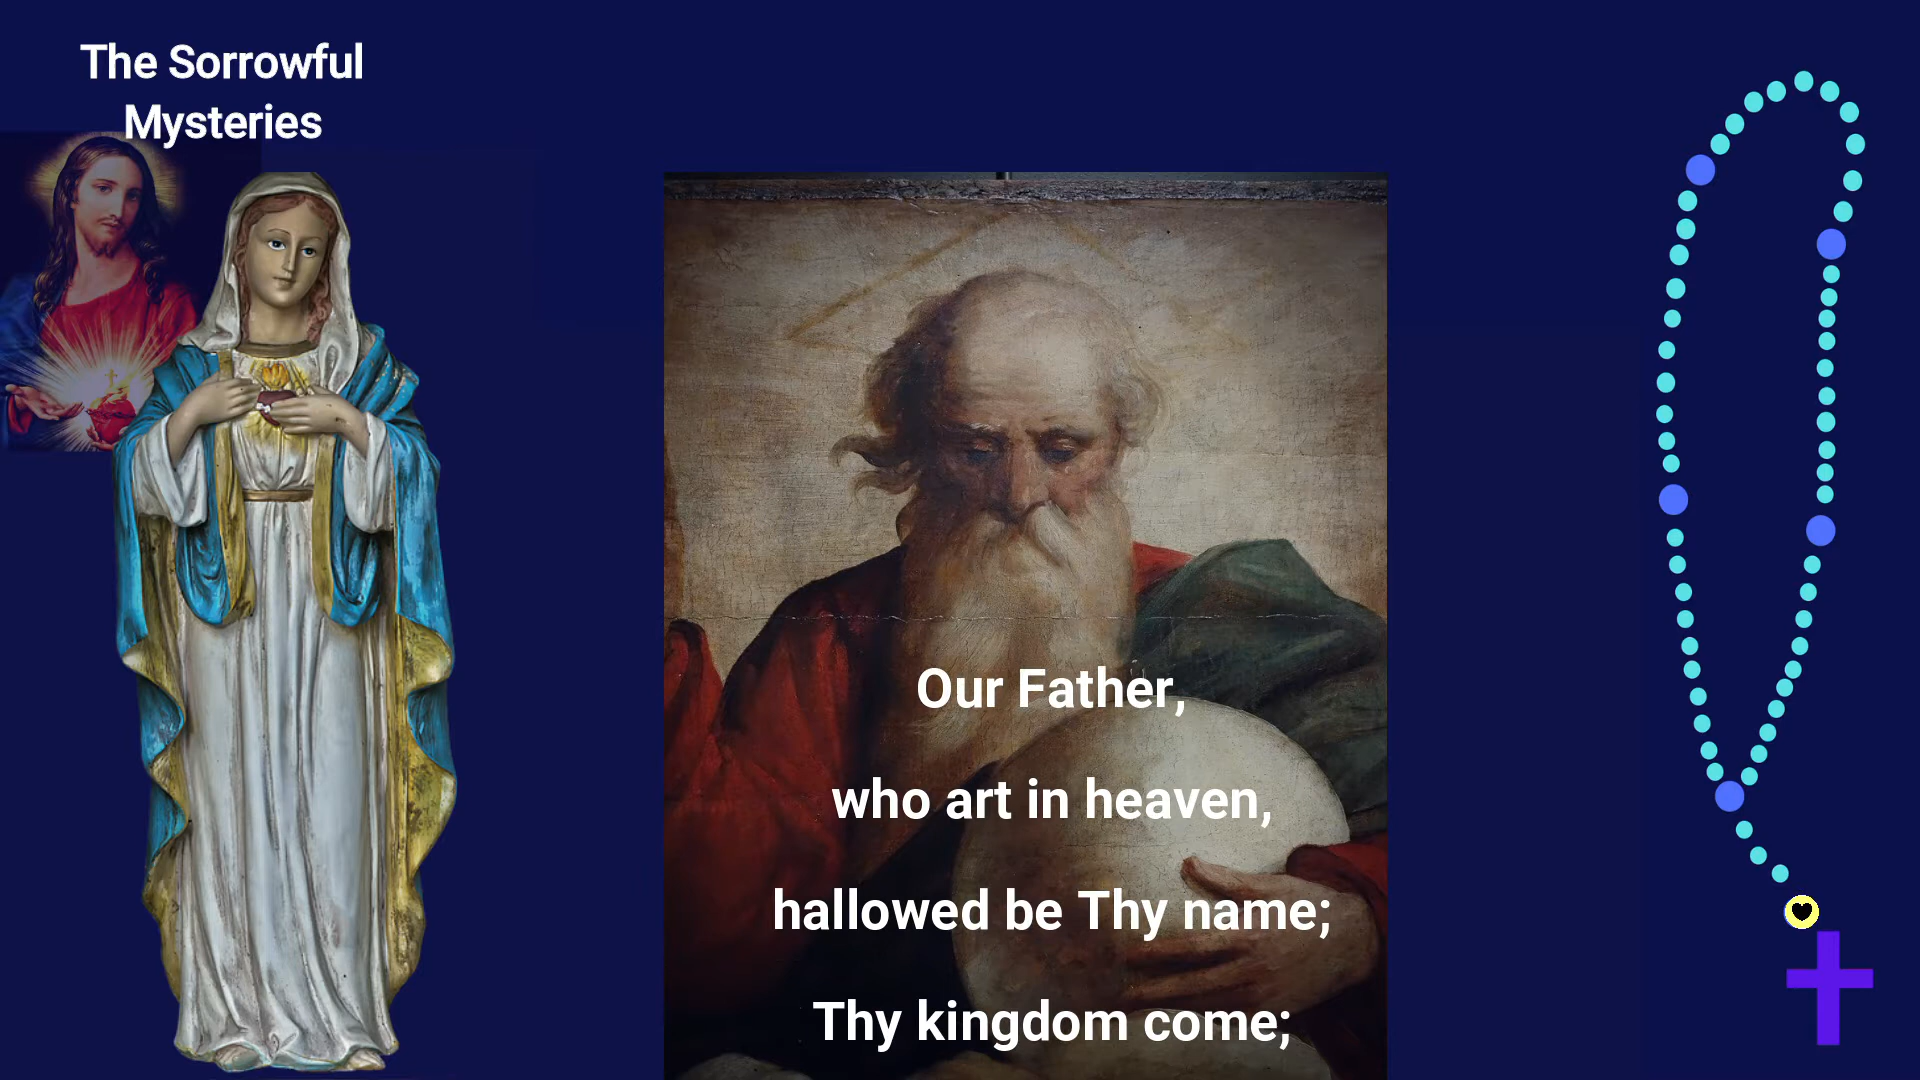 The Sorrowful
Mysteries
Our Father,
who art in heaven,
hallowed be Thy name;
Thy kingdom come;